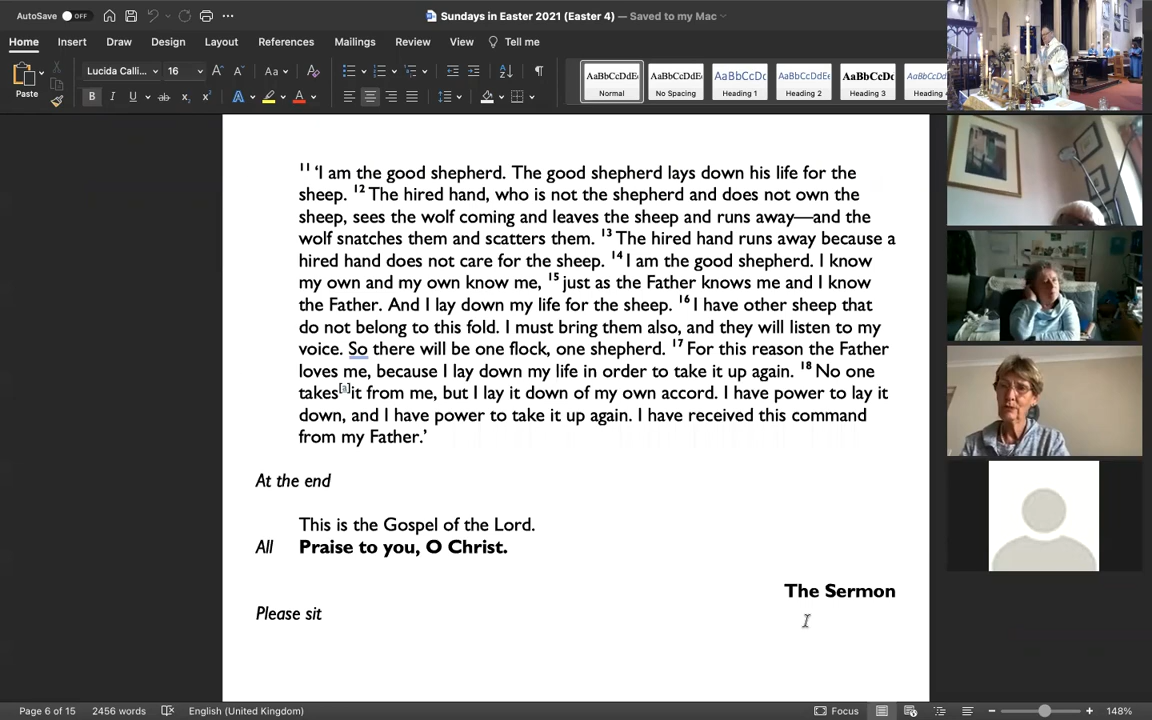 AutoSave OFF
Sundays in Easter 2021 (Easter 4) — Saved to my Mac
Home Insert Draw Design Layout References Mailings Review View Tell me
Paste
Lucida Calli... 16
AaBbCcDdEe AaBbCcDdEe AaBbCcDc AaBbCcDdEe AaBbCcDc AaBbCcDdEe
Normal No Spacing Heading 1 Heading 2 Heading 3 Heading 4
11 ‘I am the good shepherd. The good shepherd lays down his life for the
sheep. 12 The hired hand, who is not the shepherd and does not own the
sheep, sees the wolf coming and leaves the sheep and runs away—and the
wolf snatches them and scatters them. 13 The hired hand runs away because a
hired hand does not care for the sheep. 14 I am the good shepherd. I know
my own and my own know me, 15 just as the Father knows me and I know
the Father. And I lay down my life for the sheep. 16 I have other sheep that
do not belong to this fold. I must bring them also, and they will listen to my
voice. So there will be one flock, one shepherd. 17 For this reason the Father
loves me, because I lay down my life in order to take it up again. 18 No one
takes[a]it from me, but I lay it down of my own accord. I have power to lay it
down, and I have power to take it up again. I have received this command
from my Father.’
At the end
This is the Gospel of the Lord.
All Praise to you, O Christ.
The Sermon
Please sit
Page 6 of 15 2456 words English (United Kingdom) Focus 148%